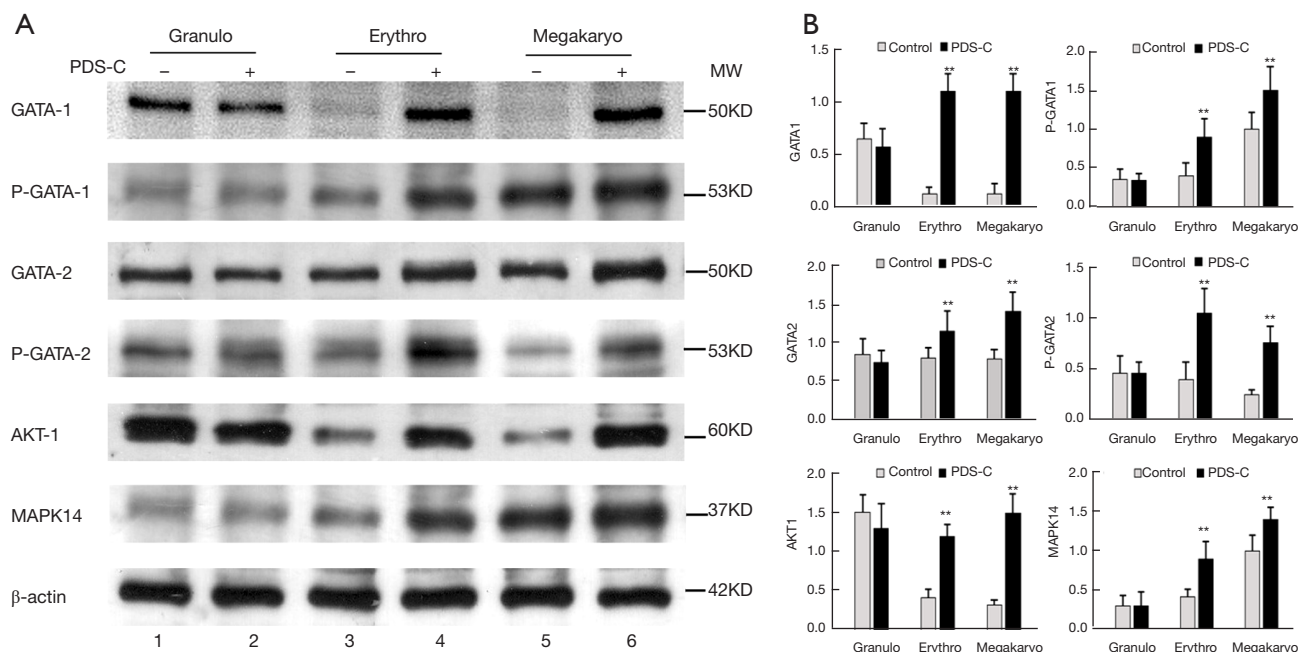 A
Granulo Erythro Megakaryo
PDS-C – + – + – + MW
GATA-1 50KD
P-GATA-1 53KD
GATA-2 50KD
P-GATA-2 53KD
AKT-1 60KD
MAPK14 37KD
β-actin 42KD
1 2 3 4 5 6
B
Control PDS-C
GATA1
1.5
1.0
0.5
0.0
** **
Granulo Erythro Megakaryo
Control PDS-C
P-GATA1
2.0
1.5
1.0
0.5
0.0
** **
Granulo Erythro Megakaryo
Control PDS-C
GATA2
2.0
1.5
1.0
0.5
0.0
** **
Granulo Erythro Megakaryo
Control PDS-C
P-GATA2
1.5
1.0
0.5
0.0
** **
Granulo Erythro Megakaryo
Control PDS-C
AKT1
2.0
1.5
1.0
0.5
0.0
** **
Granulo Erythro Megakaryo
Control PDS-C
MAPK14
2.0
1.5
1.0
0.5
0.0
** **
Granulo Erythro Megakaryo